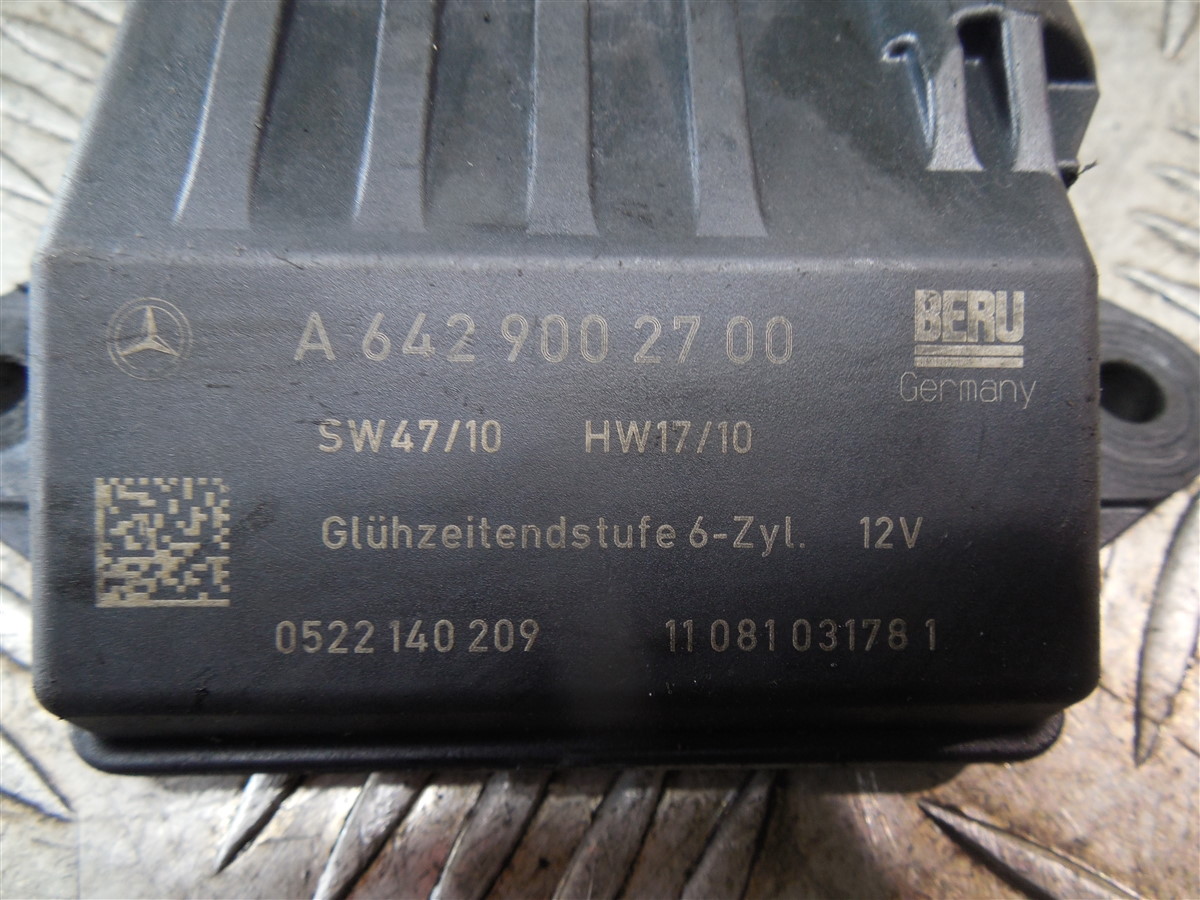 A 642 900 27 00
BERU
Germany
SW47/10 HW17/10
Glühzeitendstufe 6-Zyl. 12V
0522 140 209 11 081 03178 1